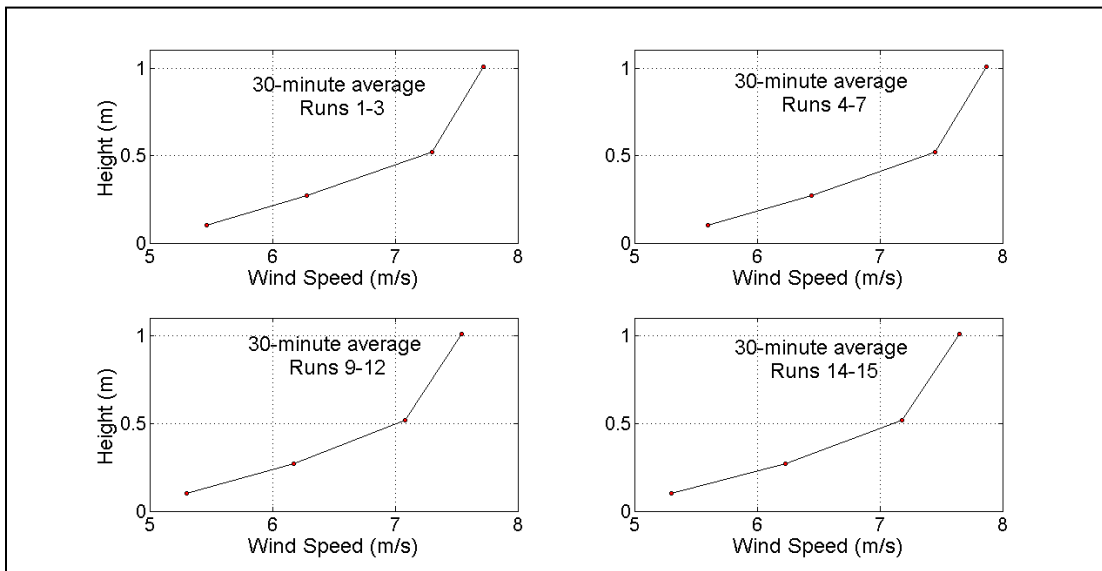 1
0.5
0
Height (m)
30-minute average
Runs 1-3
5 6 7 8
Wind Speed (m/s)
1
0.5
0
30-minute average
Runs 4-7
5 6 7 8
Wind Speed (m/s)
1
0.5
0
Height (m)
30-minute average
Runs 9-12
5 6 7 8
Wind Speed (m/s)
1
0.5
0
30-minute average
Runs 14-15
5 6 7 8
Wind Speed (m/s)